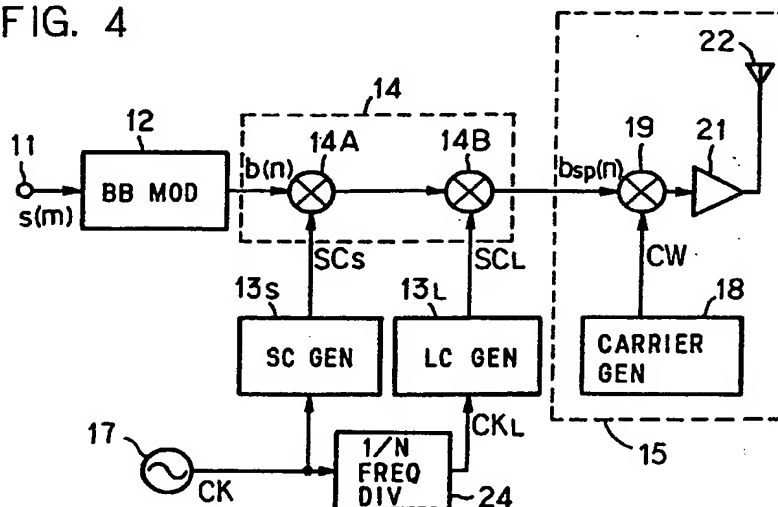 FIG. 4
22
14
12
19
21
11
b(n)
14A
14B
bsp(n)
BB MOD
s(m)
SCs
SCL
CW
13s
13L
18
SC GEN
LC GEN
CARRIER
GEN
17
CKL
15
1/N
FREQ
DIV
CK
24